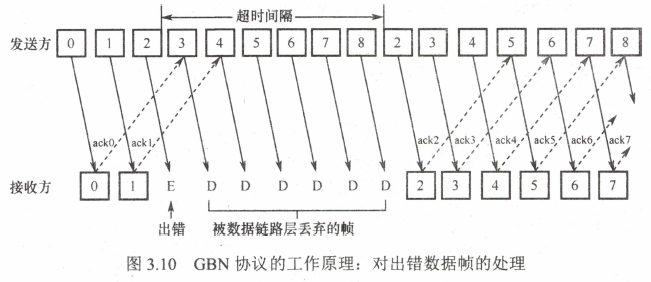 超时间隔
发送方 0 1 2 3 4 5 6 7 8 2 3 4 5 6 7 8
ack0 ack1 ack2 ack3 ack4 ack5 ack6 ack7
接收方 0 1 E D D D D D D 2 3 4 5 6 7
出错 被数据链路层丢弃的帧
图 3.10 GBN 协议的工作原理：对出错数据帧的处理